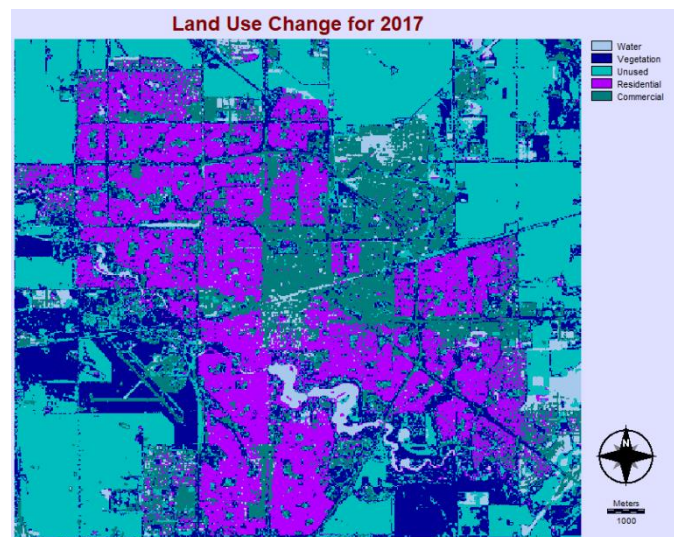 Land Use Change for 2017
Water
Vegetation
Unused
Residential
Commercial
N
Meters
1000